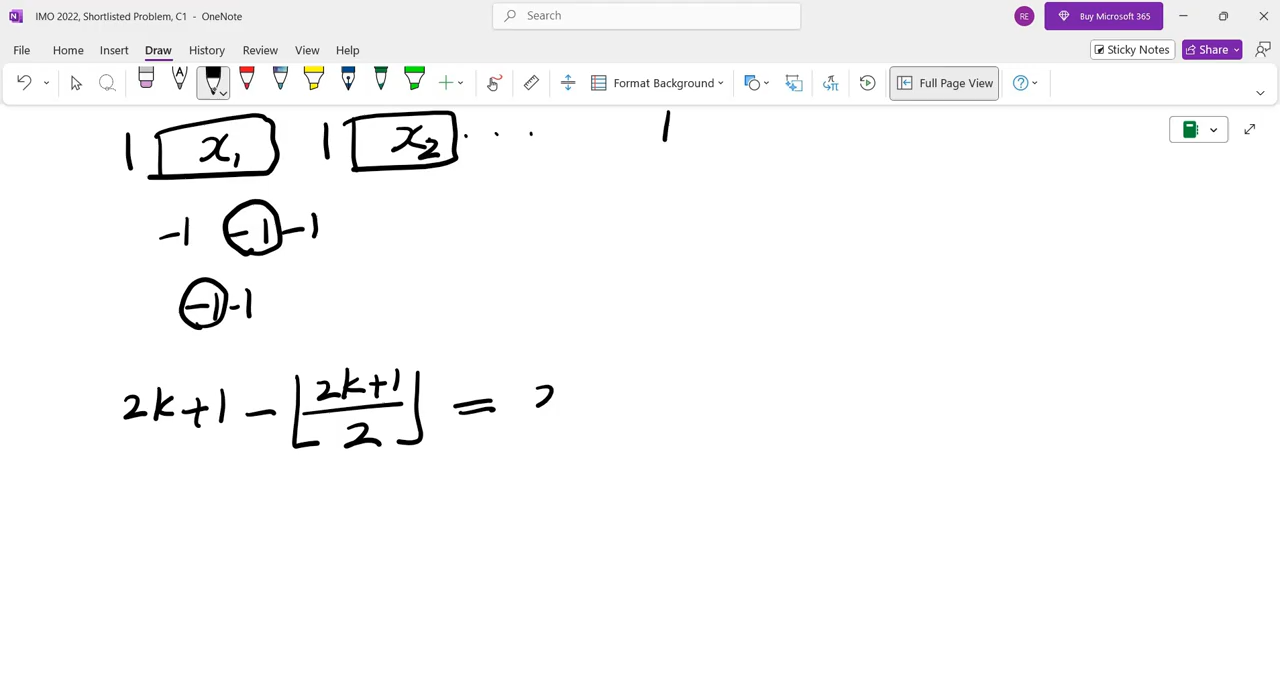 IMO 2022, Shortlisted Problem, C1 - OneNote
Search
RE
Buy Microsoft 365
File Home Insert Draw History Review View Help
Sticky Notes
Share
A
Format Background
Full Page View
1 x₁ 1 x₂ . . . 1
-1 -1 -1
-1 -1
2k+1 - ⌊(2k+1)/2⌋ =